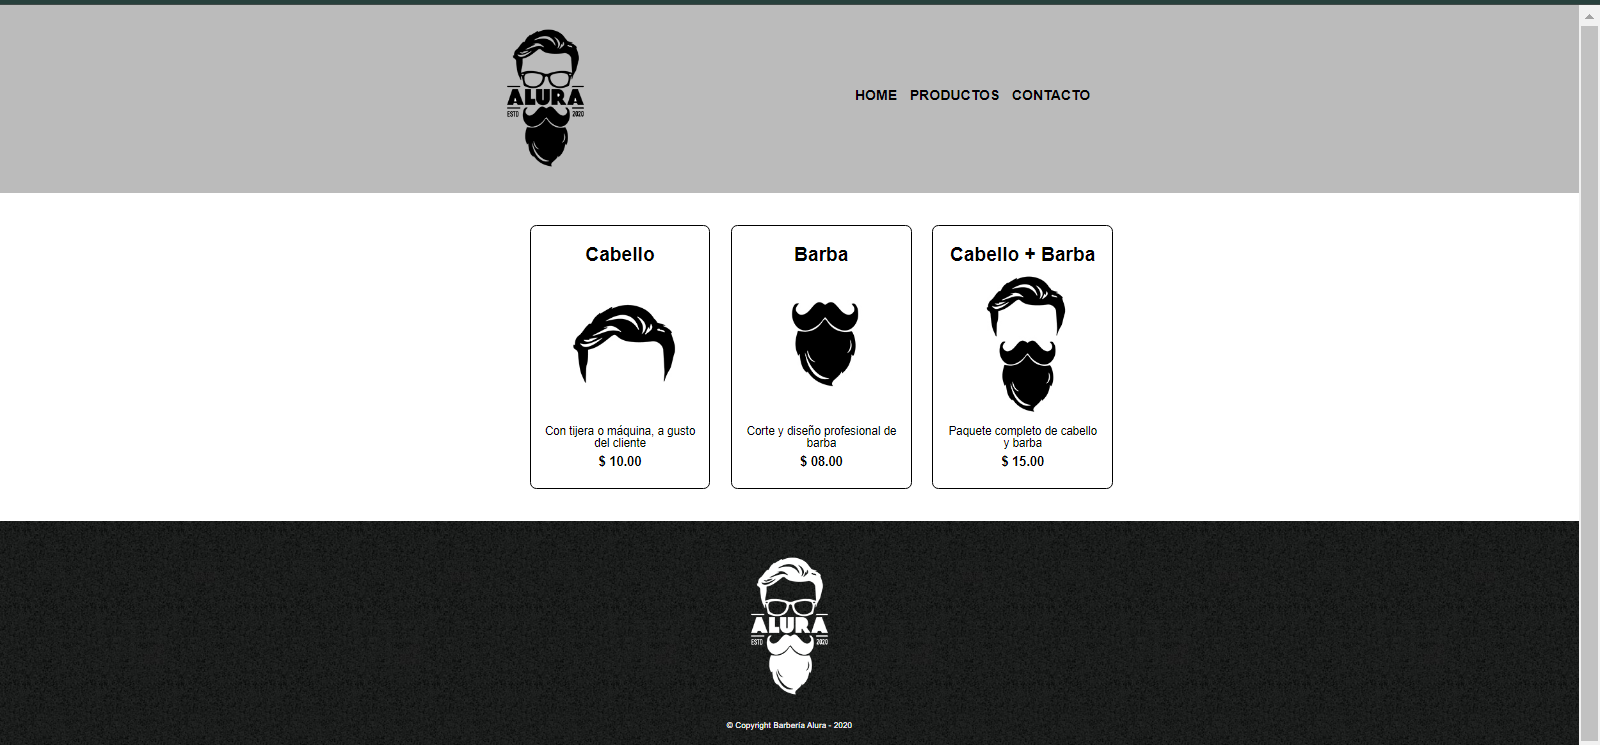 ALURA
ESTD 2020
HOME PRODUCTOS CONTACTO
Cabello
Con tijera o máquina, a gusto
del cliente
$ 10.00
Barba
Corte y diseño profesional de
barba
$ 08.00
Cabello + Barba
Paquete completo de cabello
y barba
$ 15.00
ALURA
ESTD 2020
© Copyright Barbería Alura - 2020